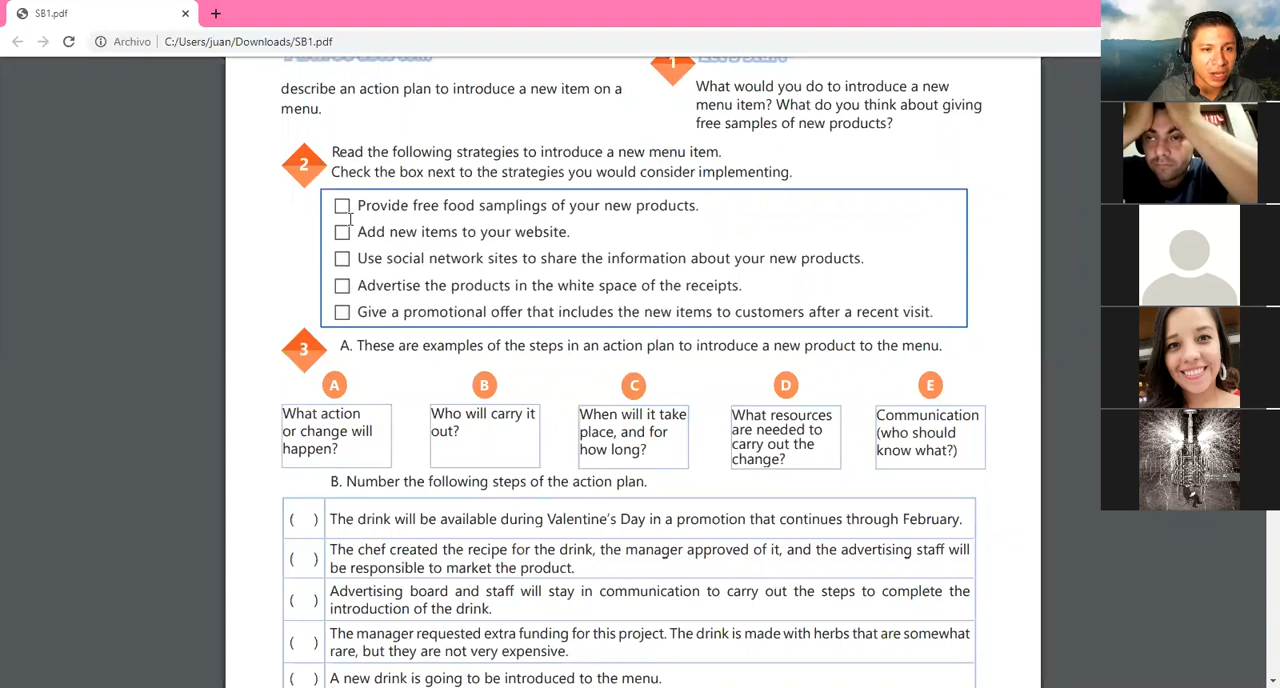 SB1.pdf
Archivo
C:/Users/juan/Downloads/SB1.pdf
describe an action plan to introduce a new item on a
menu.
1
What would you do to introduce a new
menu item? What do you think about giving
free samples of new products?
2
Read the following strategies to introduce a new menu item.
Check the box next to the strategies you would consider implementing.
Provide free food samplings of your new products.
Add new items to your website.
Use social network sites to share the information about your new products.
Advertise the products in the white space of the receipts.
Give a promotional offer that includes the new items to customers after a recent visit.
3
A. These are examples of the steps in an action plan to introduce a new product to the menu.
A
What action
or change will
happen?
B
Who will carry it
out?
C
When will it take
place, and for
how long?
D
What resources
are needed to
carry out the
change?
E
Communication
(who should
know what?)
B. Number the following steps of the action plan.
( ) The drink will be available during Valentine's Day in a promotion that continues through February.
( ) The chef created the recipe for the drink, the manager approved of it, and the advertising staff will
be responsible to market the product.
( ) Advertising board and staff will stay in communication to carry out the steps to complete the
introduction of the drink.
( ) The manager requested extra funding for this project. The drink is made with herbs that are somewhat
rare, but they are not very expensive.
( ) A new drink is going to be introduced to the menu.